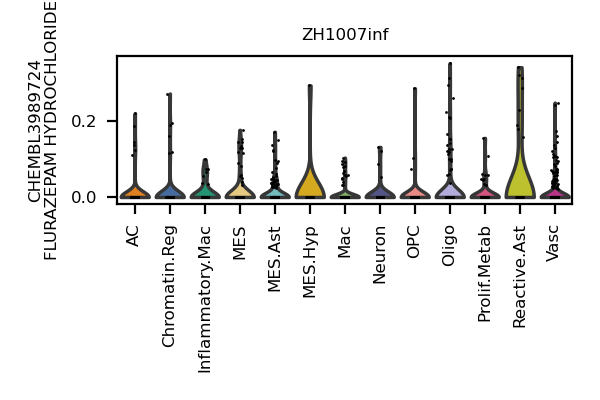 ZH1007inf
CHEMBL3989724
FLURAZEPAM HYDROCHLORIDE
0.2
0.0
AC
Chromatin.Reg
Inflammatory.Mac
MES
MES.Ast
MES.Hyp
Mac
Neuron
OPC
Oligo
Prolif.Metab
Reactive.Ast
Vasc